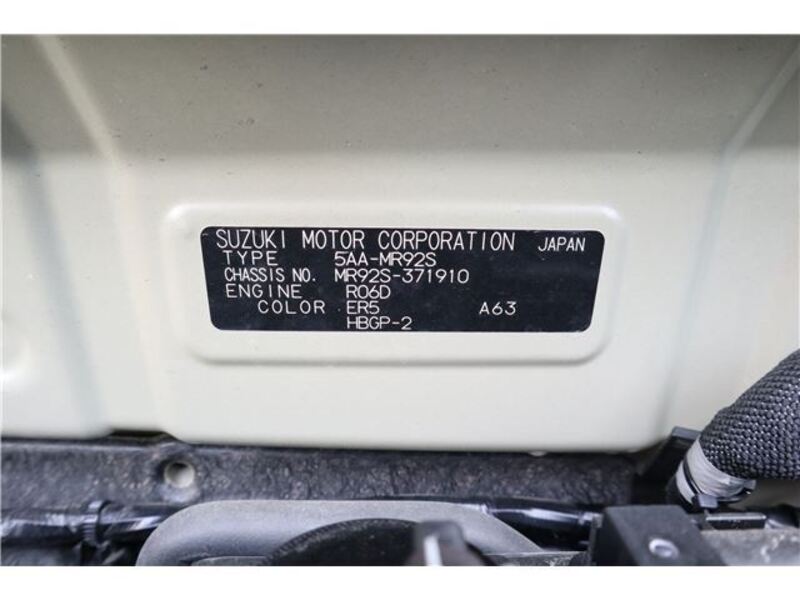 SUZUKI MOTOR CORPORATION JAPAN
TYPE 5AA-MR92S
CHASSIS NO. MR92S-371910
ENGINE R06D
COLOR ER5 A63
HBGP-2